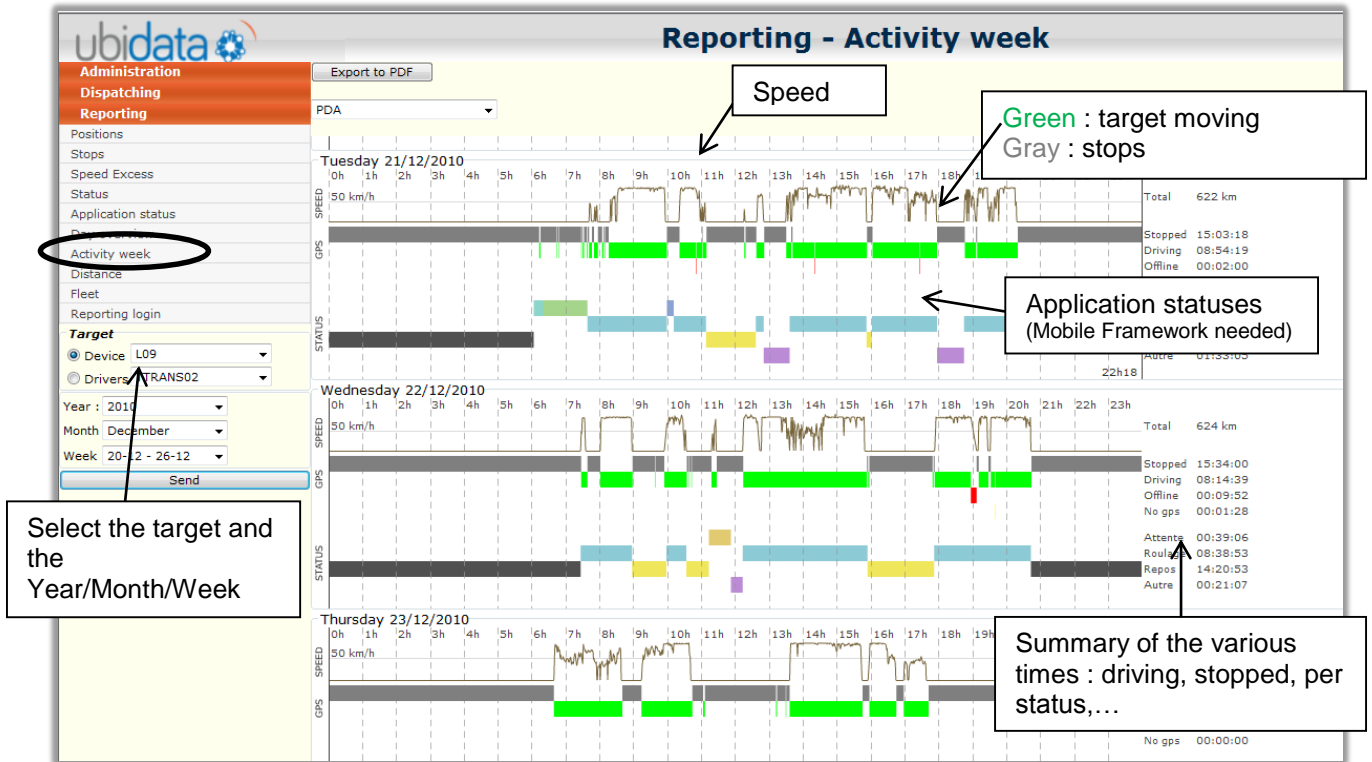 ubidata
Reporting - Activity week
Administration
Dispatching
Reporting
Positions
Stops
Speed Excess
Status
Application status
Activity week
Distance
Fleet
Reporting login
Target
Device L09
Drivers TRANS02
Year : 2010
Month December
Week 20-12 - 26-12
Send
Select the target and
the
Year/Month/Week
Export to PDF
PDA
Speed
Green : target moving
Gray : stops
Tuesday 21/12/2010
0h 1h 2h 3h 4h 5h 6h 7h 8h 9h 10h 11h 12h 13h 14h 15h 16h 17h 18h
SPEED
50 km/h
GPS
STATUS
Total 622 km
Stopped 15:03:18
Driving 08:54:19
Offline 00:02:00
Application statuses
(Mobile Framework needed)
Autre 01:33:05
22h18
Wednesday 22/12/2010
0h 1h 2h 3h 4h 5h 6h 7h 8h 9h 10h 11h 12h 13h 14h 15h 16h 17h 18h 19h 20h 21h 22h 23h
SPEED
50 km/h
GPS
STATUS
Total 624 km
Stopped 15:34:00
Driving 08:14:39
Offline 00:09:52
No gps 00:01:28
Attente 00:39:06
Roulage 08:38:53
Repos 14:20:53
Autre 00:21:07
Thursday 23/12/2010
0h 1h 2h 3h 4h 5h 6h 7h 8h 9h 10h 11h 12h 13h 14h 15h 16h 17h 18h 19h
SPEED
50 km/h
GPS
Summary of the various
times : driving, stopped, per
status,…
No gps 00:00:00